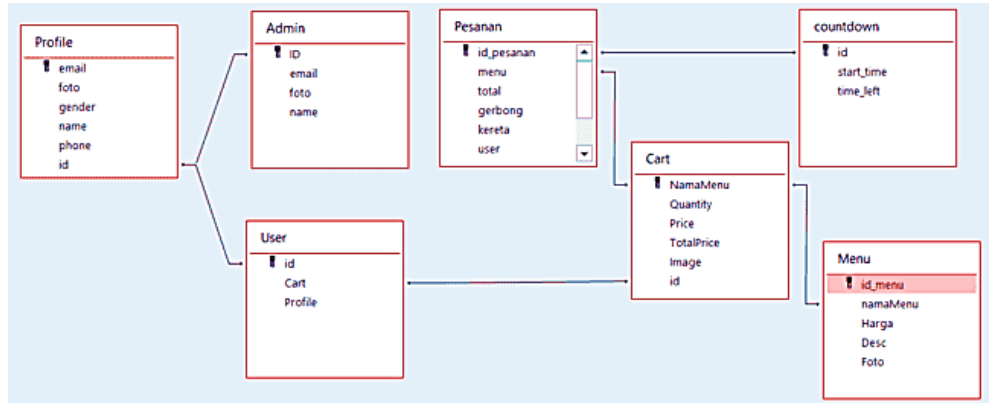 Profile
email
foto
gender
name
phone
id
Admin
ID
email
foto
name
Pesanan
id_pesanan
menu
total
gerbong
kereta
user
countdown
id
start_time
time_left
User
id
Cart
Profile
Cart
NamaMenu
Quantity
Price
TotalPrice
Image
id
Menu
id_menu
namaMenu
Harga
Desc
Foto